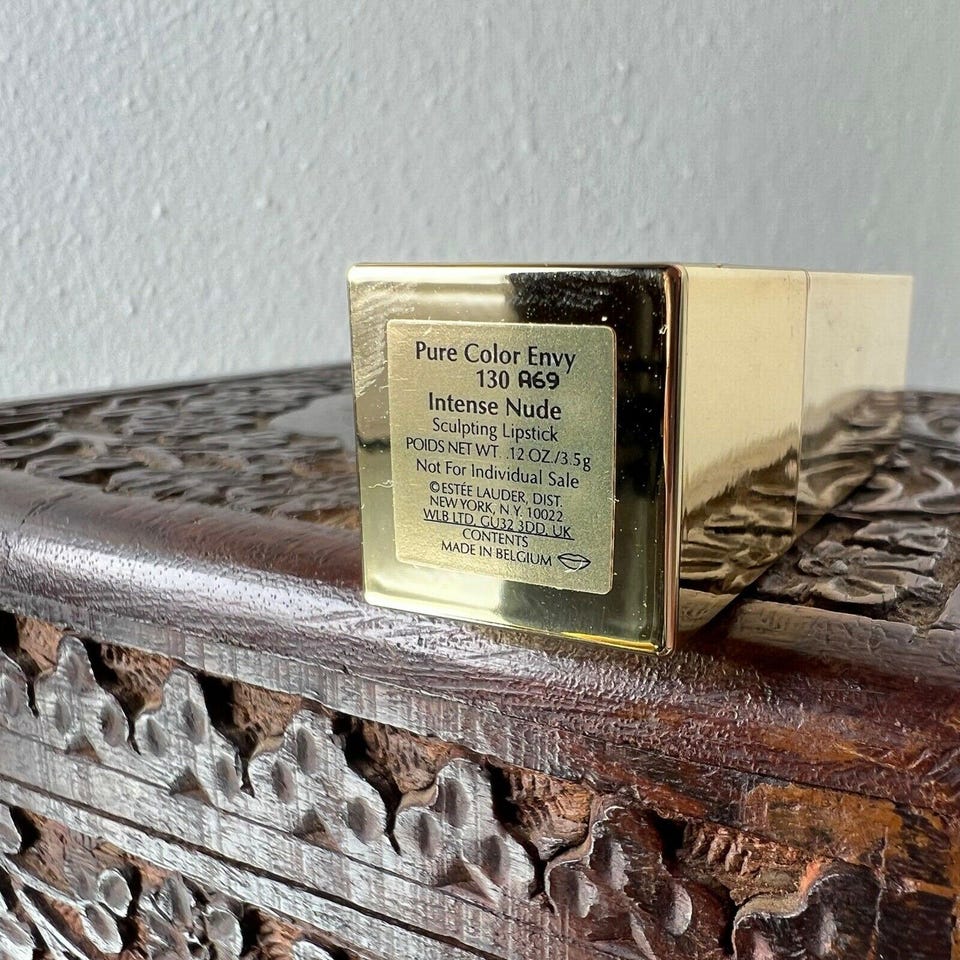 Pure Color Envy
130 A69
Intense Nude
Sculpting Lipstick
POIDS NET WT. .12 OZ./3.5g
Not For Individual Sale
©ESTÉE LAUDER, DIST.
NEW YORK, N.Y. 10022
WLB LTD, GU32 3DD, UK
CONTENTS
MADE IN BELGIUM